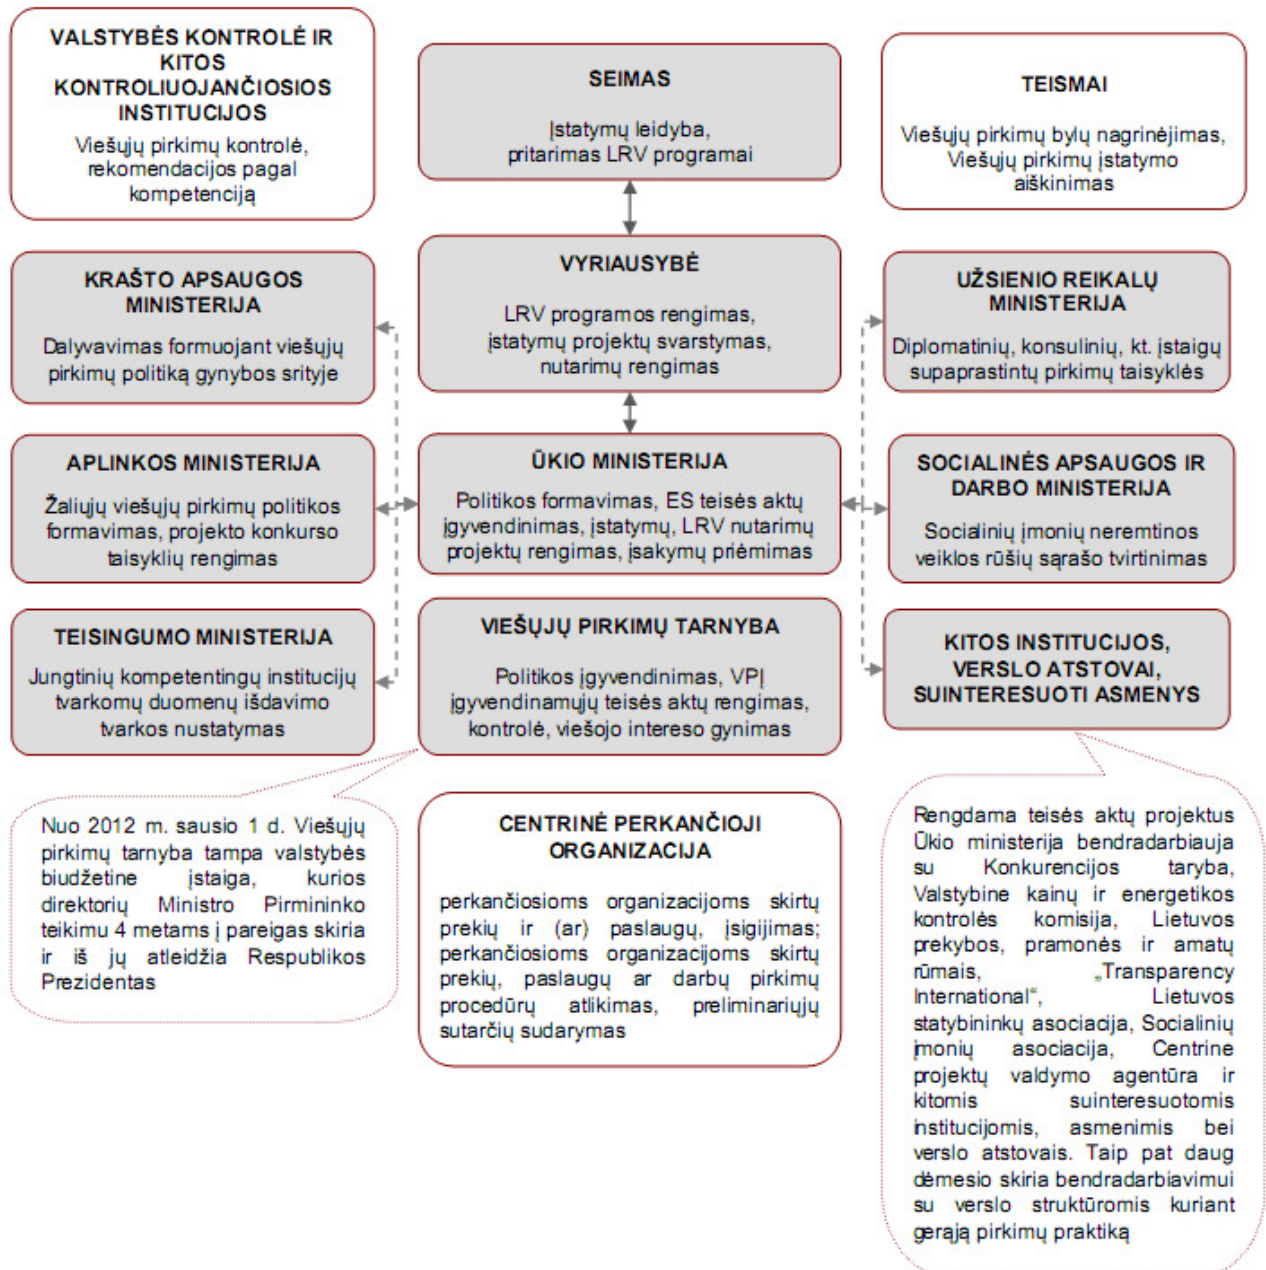 VALSTYBĖS KONTROLĖ IR
KITOS
KONTROLIUOJANČIOSIOS
INSTITUCIJOS
Viešųjų pirkimų kontrolė,
rekomendacijos pagal
kompetenciją
SEIMAS
Įstatymų leidyba,
pritarimas LRV programai
TEISMAI
Viešųjų pirkimų bylų nagrinėjimas,
Viešųjų pirkimų įstatymo
aiškinimas
KRAŠTO APSAUGOS
MINISTERIJA
Dalyvavimas formuojant viešųjų
pirkimų politiką gynybos srityje
VYRIAUSYBĖ
LRV programos rengimas,
įstatymų projektų svarstymas,
nutarimų rengimas
UŽSIENIO REIKALŲ
MINISTERIJA
Diplomatinių, konsulinių, kt. įstaigų
supaprastintų pirkimų taisyklės
APLINKOS MINISTERIJA
Žaliųjų viešųjų pirkimų politikos
formavimas, projekto konkurso
taisyklių rengimas
ŪKIO MINISTERIJA
Politikos formavimas, ES teisės aktų
įgyvendinimas, įstatymų, LRV nutarimų
projektų rengimas, įsakymų priėmimas
SOCIALINĖS APSAUGOS IR
DARBO MINISTERIJA
Socialinių įmonių neremtinos
veiklos rūšių sąrašo tvirtinimas
TEISINGUMO MINISTERIJA
Jungtinių kompetentingų institucijų
tvarkomų duomenų išdavimo
tvarkos nustatymas
VIEŠŲJŲ PIRKIMŲ TARNYBA
Politikos įgyvendinimas, VPĮ
įgyvendinamųjų teisės aktų rengimas,
kontrolė, viešojo intereso gynimas
KITOS INSTITUCIJOS,
VERSLO ATSTOVAI,
SUINTERESUOTI ASMENYS
Nuo 2012 m. sausio 1 d. Viešųjų
pirkimų tarnyba tampa valstybės
biudžetine įstaiga, kurios
direktorių Ministro Pirmininko
teikimu 4 metams į pareigas skiria
ir iš jų atleidžia Respublikos
Prezidentas
CENTRINĖ PERKANČIOJI
ORGANIZACIJA
perkančiosioms organizacijoms skirtų
prekių ir (ar) paslaugų, įsigijimas;
perkančiosioms organizacijoms skirtų
prekių, paslaugų ar darbų pirkimų
procedūrų atlikimas, preliminariųjų
sutarčių sudarymas
Rengdama teisės aktų projektus
Ūkio ministerija bendradarbiauja
su Konkurencijos taryba,
Valstybine kainų ir energetikos
kontrolės komisija, Lietuvos
prekybos, pramonės ir amatų
rūmais, „Transparency
International“, Lietuvos
statybininkų asociacija, Socialinių
įmonių asociacija, Centrine
projektų valdymo agentūra ir
kitomis suinteresuotomis
institucijomis, asmenimis bei
verslo atstovais. Taip pat daug
dėmesio skiria bendradarbiavimui
su verslo struktūromis kuriant
gerąją pirkimų praktiką